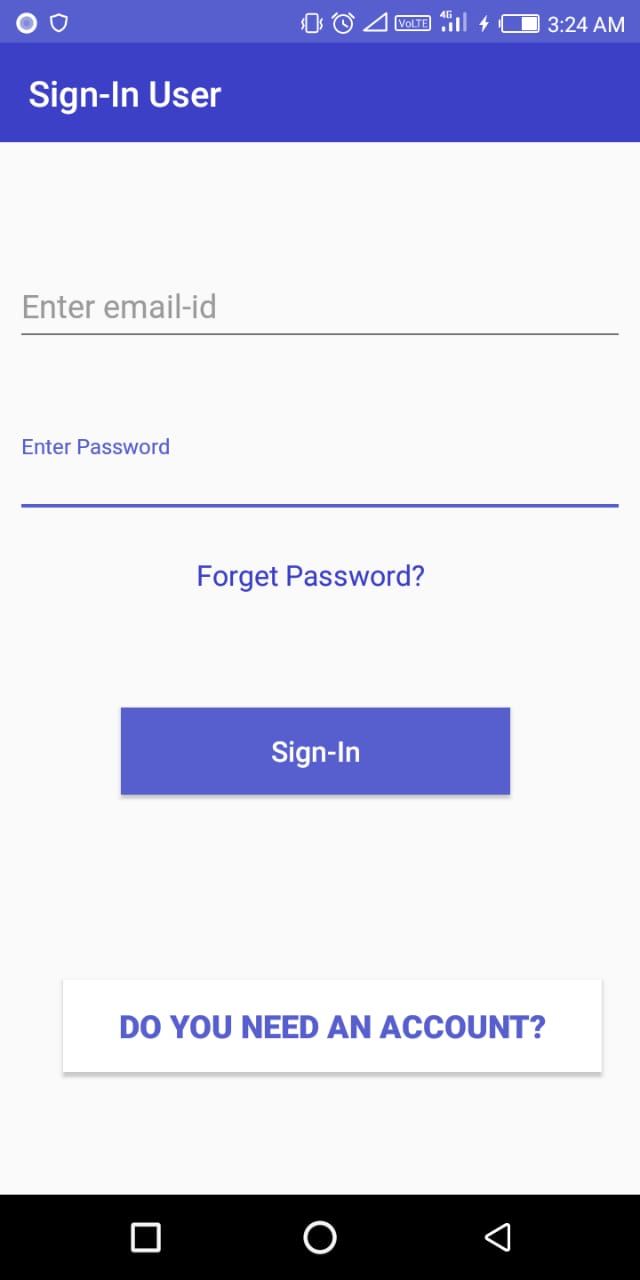 VoLTE 4G 3:24 AM
Sign-In User
Enter email-id
Enter Password
Forget Password?
Sign-In
DO YOU NEED AN ACCOUNT?